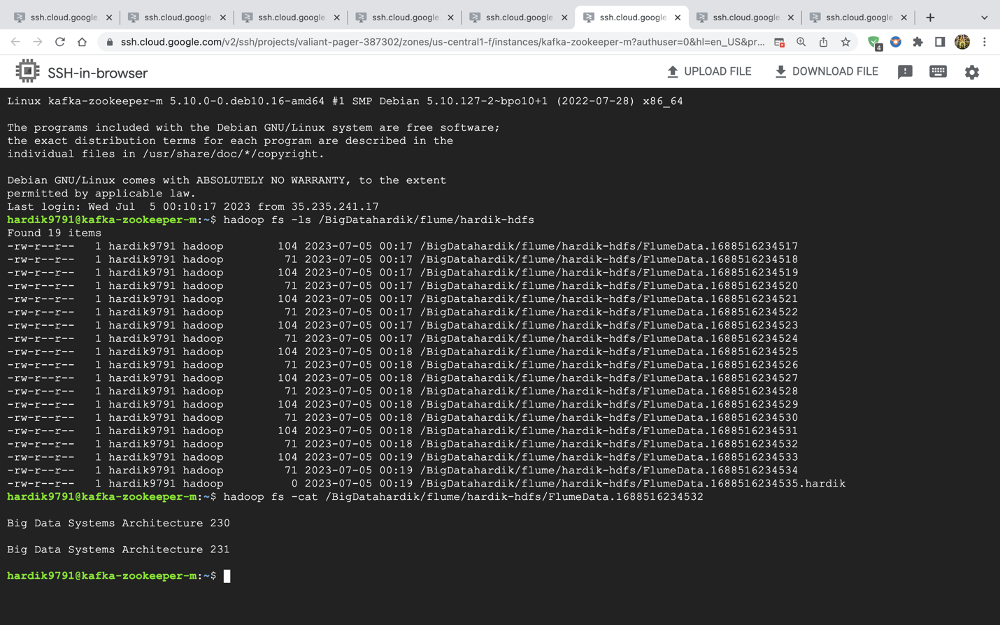 ssh.cloud.google. ssh.cloud.google. ssh.cloud.google. ssh.cloud.google. ssh.cloud.google. ssh.cloud.google. ssh.cloud.google. ssh.cloud.google.
ssh.cloud.google.com/v2/ssh/projects/valiant-pager-387302/zones/us-central1-f/instances/kafka-zookeeper-m?authuser=0&hl=en_US&pr... 4
SSH-in-browser UPLOAD FILE DOWNLOAD FILE
Linux kafka-zookeeper-m 5.10.0-0.deb10.16-amd64 #1 SMP Debian 5.10.127-2~bpo10+1 (2022-07-28) x86_64
The programs included with the Debian GNU/Linux system are free software;
the exact distribution terms for each program are described in the
individual files in /usr/share/doc/*/copyright.
Debian GNU/Linux comes with ABSOLUTELY NO WARRANTY, to the extent
permitted by applicable law.
Last login: Wed Jul  5 00:10:17 2023 from 35.235.241.17
hardik9791@kafka-zookeeper-m:~$ hadoop fs -ls /BigDatahardik/flume/hardik-hdfs
Found 19 items
-rw-r--r--   1 hardik9791 hadoop        104 2023-07-05 00:17 /BigDatahardik/flume/hardik-hdfs/FlumeData.1688516234517
-rw-r--r--   1 hardik9791 hadoop         71 2023-07-05 00:17 /BigDatahardik/flume/hardik-hdfs/FlumeData.1688516234518
-rw-r--r--   1 hardik9791 hadoop        104 2023-07-05 00:17 /BigDatahardik/flume/hardik-hdfs/FlumeData.1688516234519
-rw-r--r--   1 hardik9791 hadoop         71 2023-07-05 00:17 /BigDatahardik/flume/hardik-hdfs/FlumeData.1688516234520
-rw-r--r--   1 hardik9791 hadoop        104 2023-07-05 00:17 /BigDatahardik/flume/hardik-hdfs/FlumeData.1688516234521
-rw-r--r--   1 hardik9791 hadoop         71 2023-07-05 00:17 /BigDatahardik/flume/hardik-hdfs/FlumeData.1688516234522
-rw-r--r--   1 hardik9791 hadoop        104 2023-07-05 00:17 /BigDatahardik/flume/hardik-hdfs/FlumeData.1688516234523
-rw-r--r--   1 hardik9791 hadoop         71 2023-07-05 00:17 /BigDatahardik/flume/hardik-hdfs/FlumeData.1688516234524
-rw-r--r--   1 hardik9791 hadoop        104 2023-07-05 00:18 /BigDatahardik/flume/hardik-hdfs/FlumeData.1688516234525
-rw-r--r--   1 hardik9791 hadoop         71 2023-07-05 00:18 /BigDatahardik/flume/hardik-hdfs/FlumeData.1688516234526
-rw-r--r--   1 hardik9791 hadoop        104 2023-07-05 00:18 /BigDatahardik/flume/hardik-hdfs/FlumeData.1688516234527
-rw-r--r--   1 hardik9791 hadoop         71 2023-07-05 00:18 /BigDatahardik/flume/hardik-hdfs/FlumeData.1688516234528
-rw-r--r--   1 hardik9791 hadoop        104 2023-07-05 00:18 /BigDatahardik/flume/hardik-hdfs/FlumeData.1688516234529
-rw-r--r--   1 hardik9791 hadoop         71 2023-07-05 00:18 /BigDatahardik/flume/hardik-hdfs/FlumeData.1688516234530
-rw-r--r--   1 hardik9791 hadoop        104 2023-07-05 00:18 /BigDatahardik/flume/hardik-hdfs/FlumeData.1688516234531
-rw-r--r--   1 hardik9791 hadoop         71 2023-07-05 00:18 /BigDatahardik/flume/hardik-hdfs/FlumeData.1688516234532
-rw-r--r--   1 hardik9791 hadoop        104 2023-07-05 00:19 /BigDatahardik/flume/hardik-hdfs/FlumeData.1688516234533
-rw-r--r--   1 hardik9791 hadoop         71 2023-07-05 00:19 /BigDatahardik/flume/hardik-hdfs/FlumeData.1688516234534
-rw-r--r--   1 hardik9791 hadoop          0 2023-07-05 00:19 /BigDatahardik/flume/hardik-hdfs/FlumeData.1688516234535.hardik
hardik9791@kafka-zookeeper-m:~$ hadoop fs -cat /BigDatahardik/flume/hardik-hdfs/FlumeData.1688516234532
Big Data Systems Architecture 230
Big Data Systems Architecture 231
hardik9791@kafka-zookeeper-m:~$